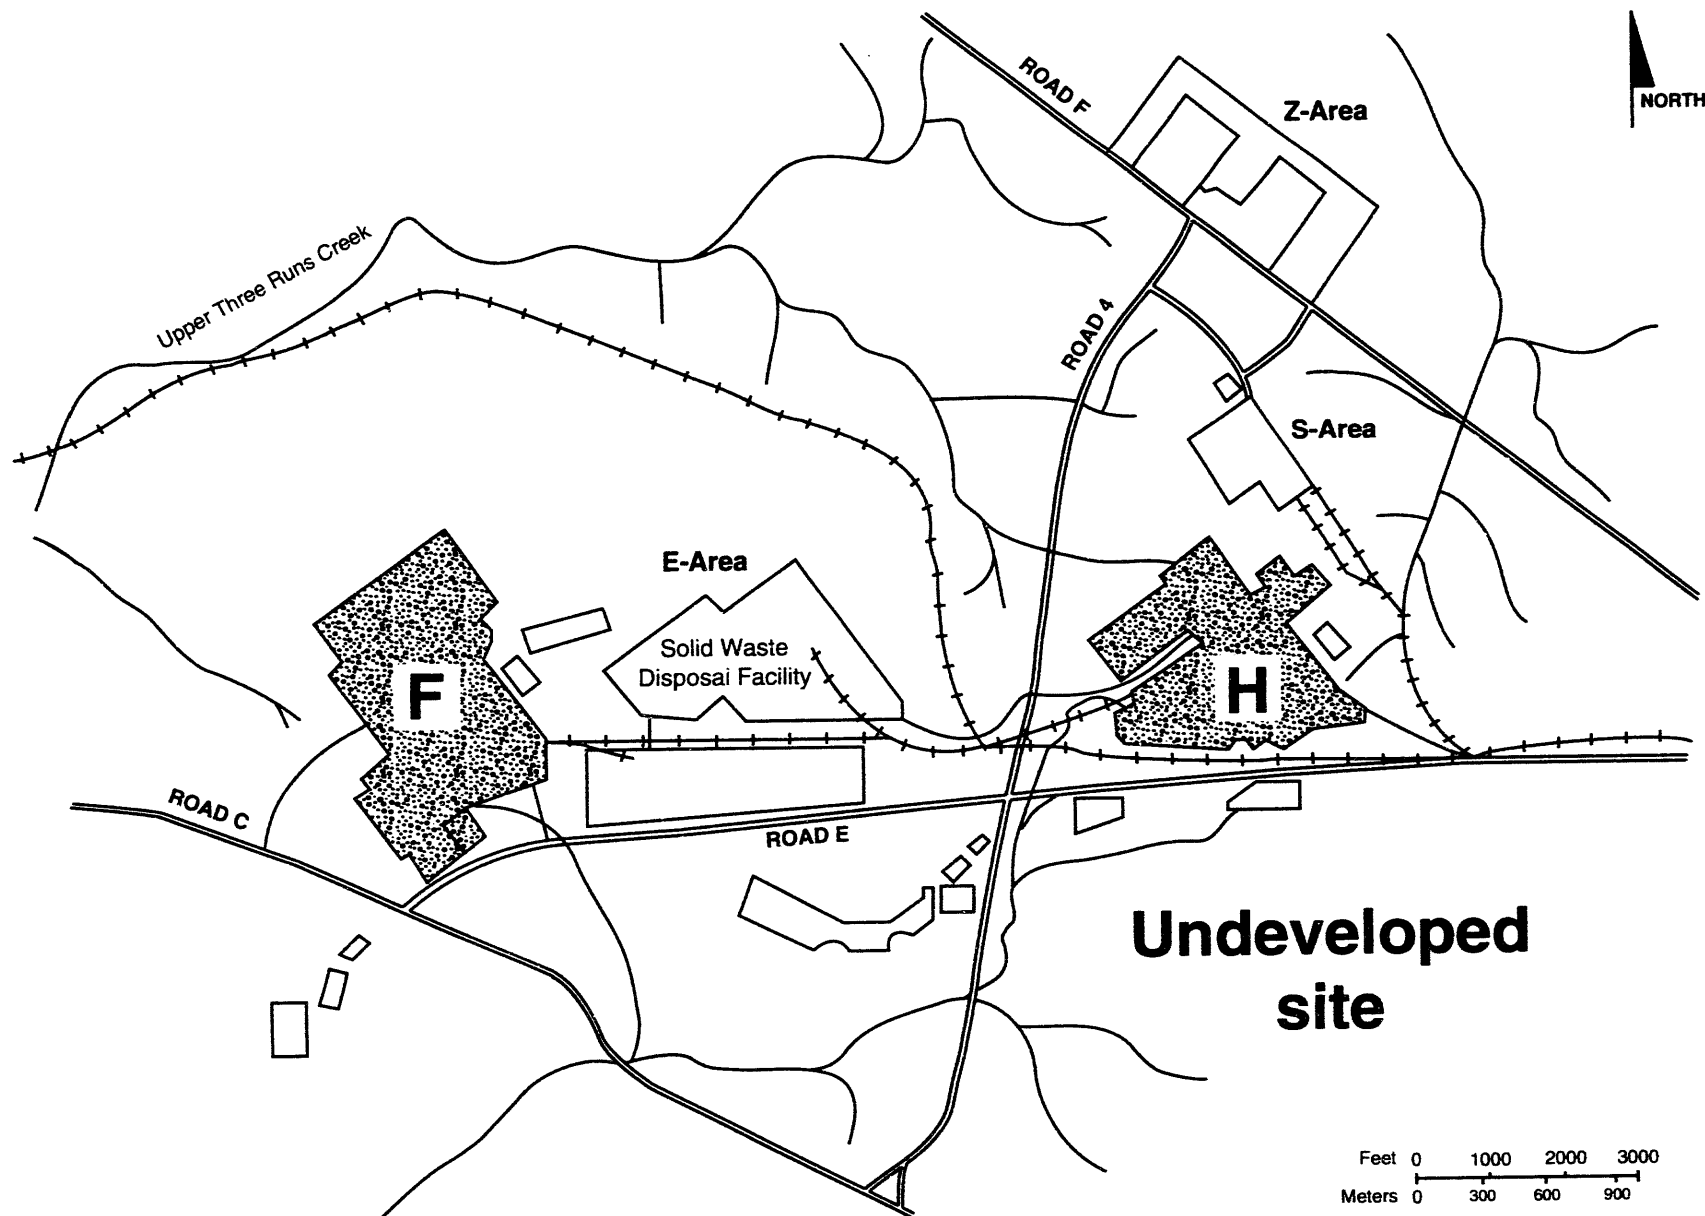 ROAD F
Z-Area
NORTH
Upper Three Runs Creek
ROAD 4
S-Area
E-Area
Solid Waste
Disposai Facility
F
H
ROAD C
ROAD E
Undeveloped
site
Feet 0 1000 2000 3000
Meters 0 300 600 900